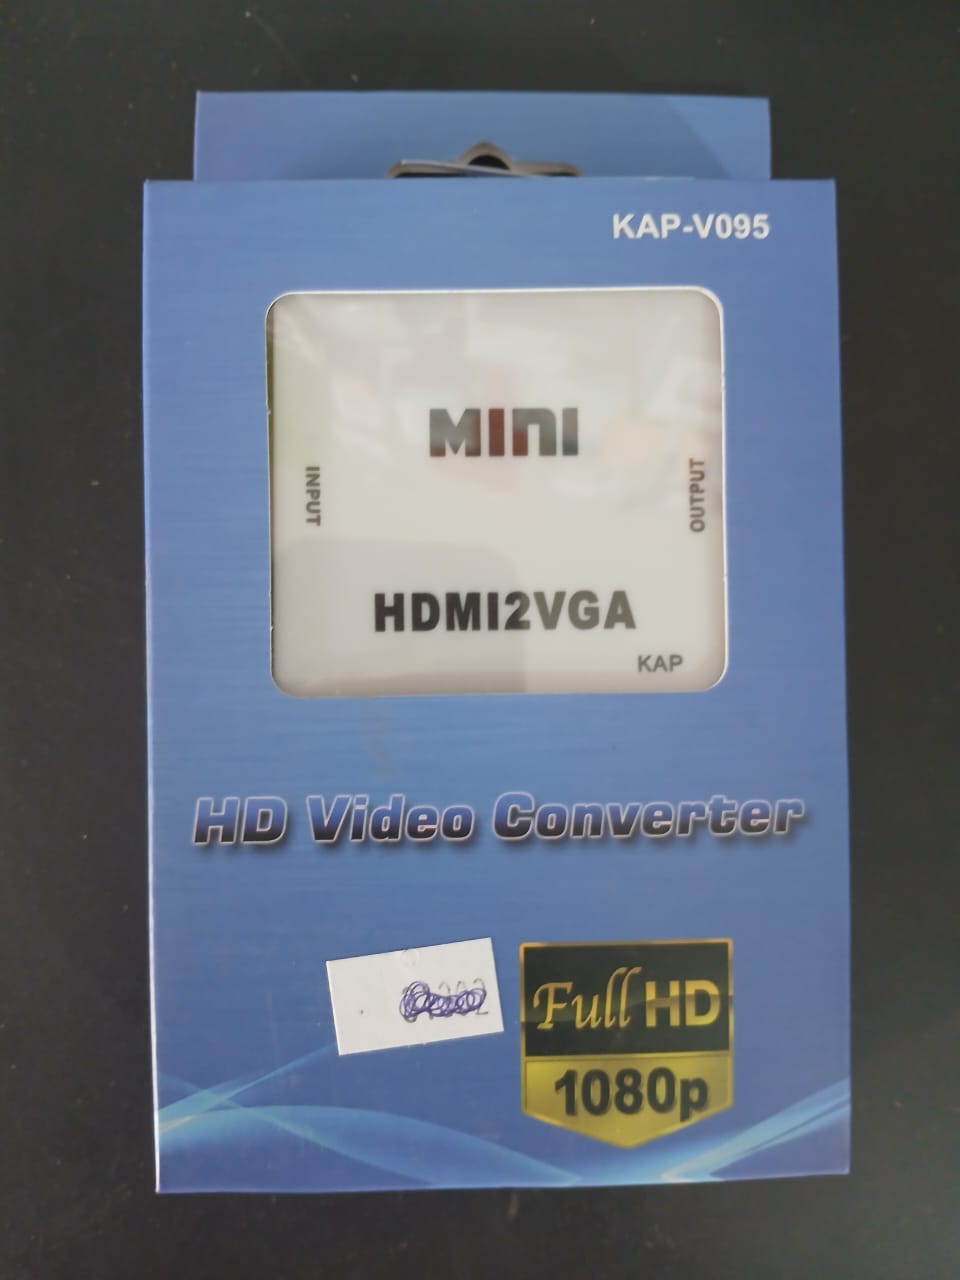 KAP-V095
MINI
INPUT
OUTPUT
HDMI2VGA
KAP
HD Video Converter
Full HD
1080p